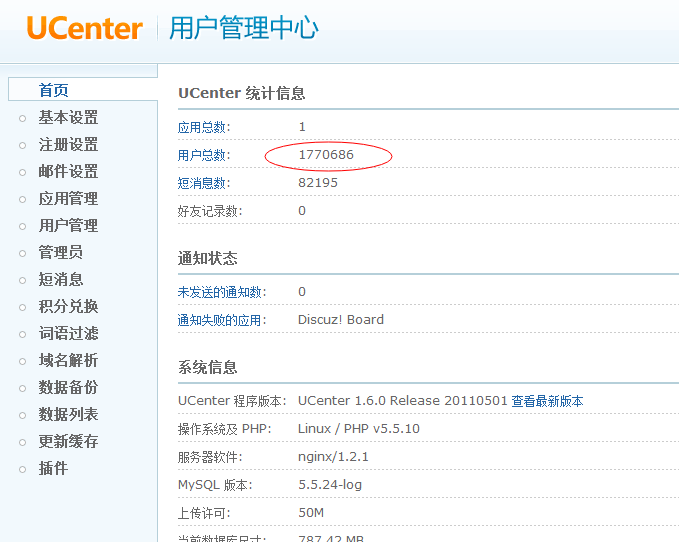 UCenter 用户管理中心
首页
基本设置
注册设置
邮件设置
应用管理
用户管理
管理员
短消息
积分兑换
词语过滤
域名解析
数据备份
数据列表
更新缓存
插件
UCenter 统计信息
应用总数: 1
用户总数: 1770686
短消息数: 82195
好友记录数: 0
通知状态
未发送的通知数: 0
通知失败的应用: Discuz! Board
系统信息
UCenter 程序版本: UCenter 1.6.0 Release 20110501 查看最新版本
操作系统及 PHP: Linux / PHP v5.5.10
服务器软件: nginx/1.2.1
MySQL 版本: 5.5.24-log
上传许可: 50M
当前数据库尺寸: 787.42 MB